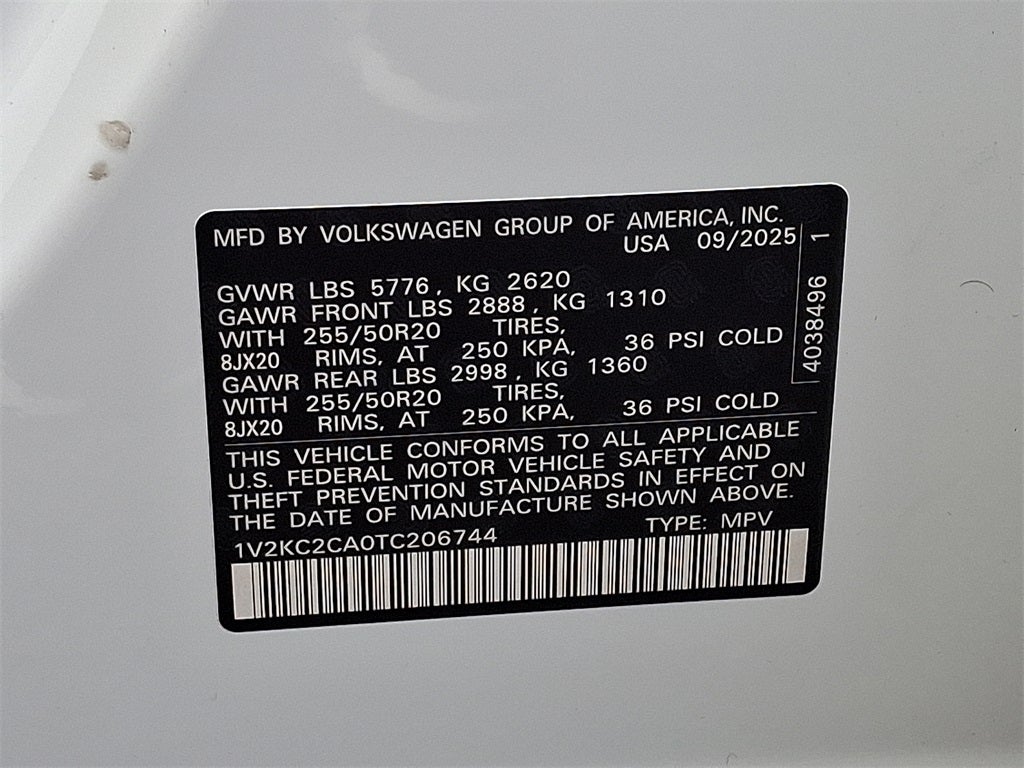 MFD BY VOLKSWAGEN GROUP OF AMERICA, INC.
USA 09/2025
GVWR LBS 5776, KG 2620
GAWR FRONT LBS 2888, KG 1310
WITH 255/50R20 TIRES,
8JX20 RIMS, AT 250 KPA, 36 PSI COLD
GAWR REAR LBS 2998, KG 1360
WITH 255/50R20 TIRES,
8JX20 RIMS, AT 250 KPA, 36 PSI COLD
4038496 1
THIS VEHICLE CONFORMS TO ALL APPLICABLE
U.S. FEDERAL MOTOR VEHICLE SAFETY AND
THEFT PREVENTION STANDARDS IN EFFECT ON
THE DATE OF MANUFACTURE SHOWN ABOVE.
1V2KC2CA0TC206744 TYPE: MPV